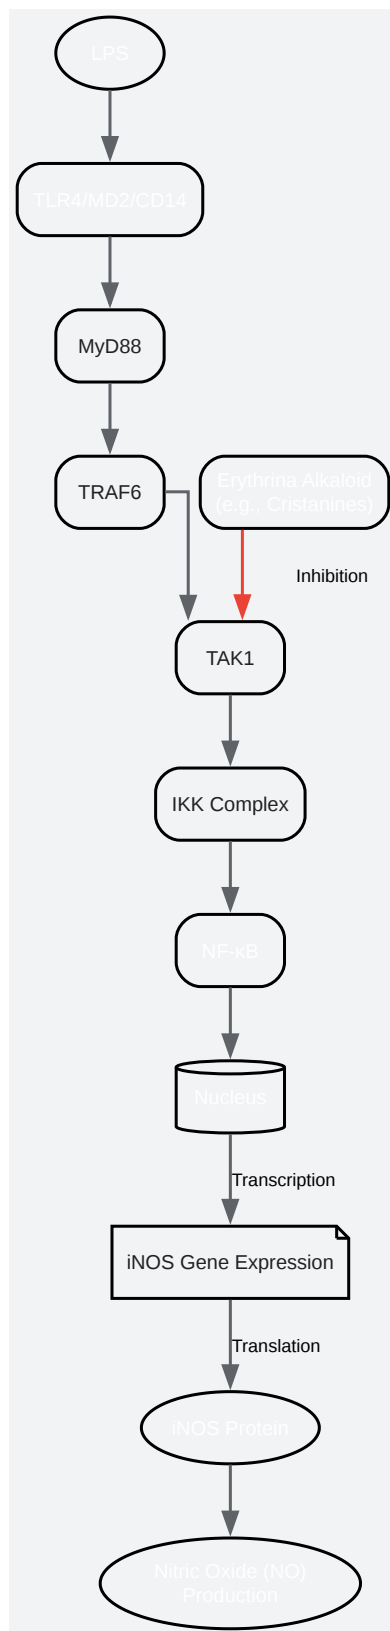 LPS
TLR4/MD2/CD14
MyD88
TRAF6
Erythrina Alkaloid
(e.g., Cristanines)
Inhibition
TAK1
IKK Complex
NF-κB
Nucleus
Transcription
iNOS Gene Expression
Translation
iNOS Protein
Nitric Oxide (NO)
Production